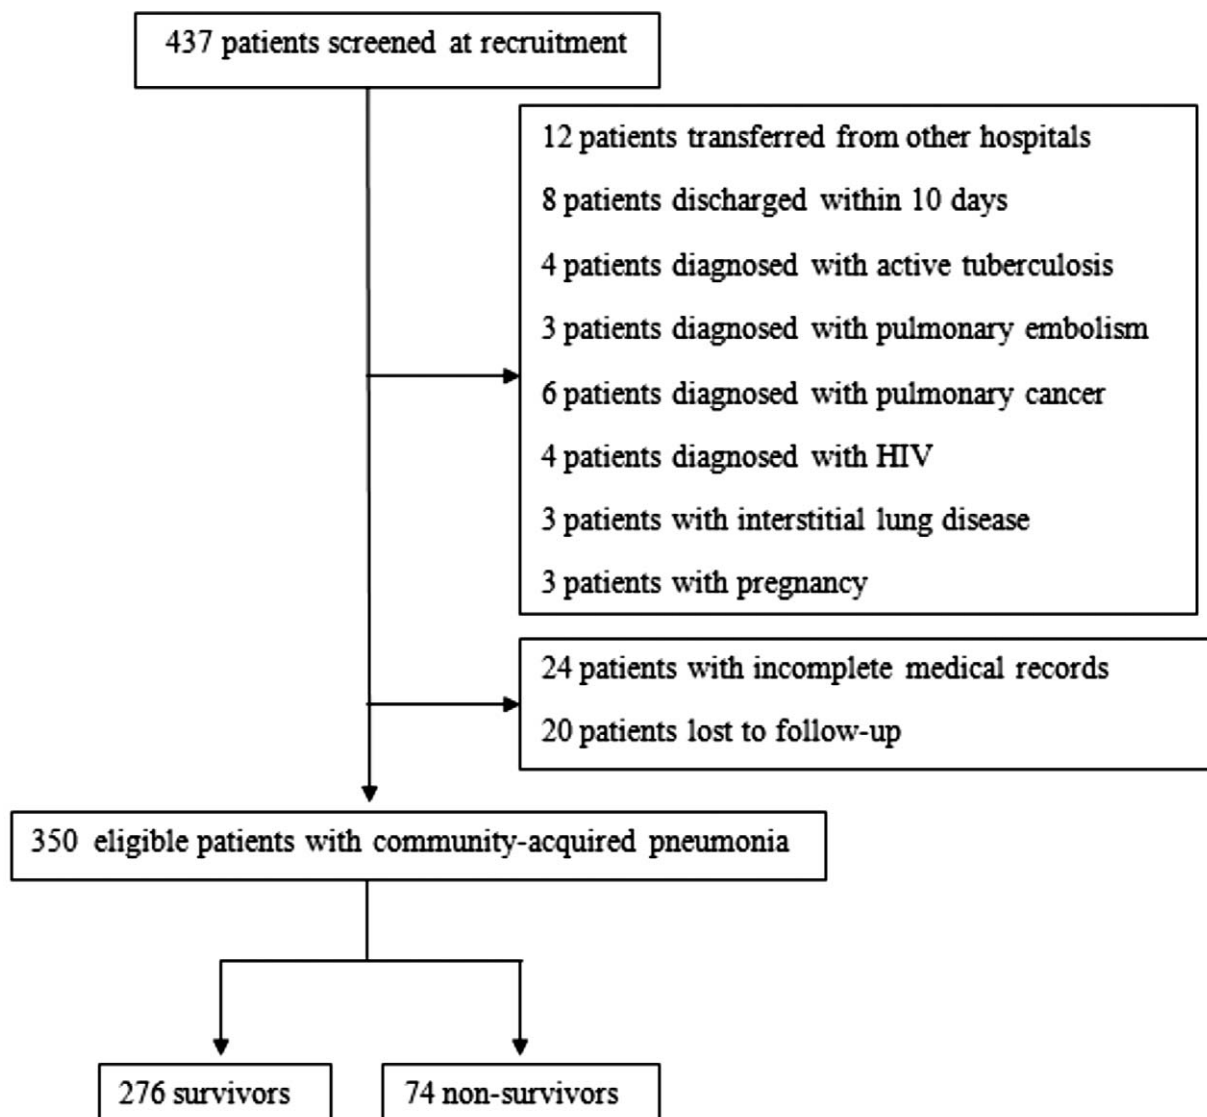 437 patients screened at recruitment
12 patients transferred from other hospitals
8 patients discharged within 10 days
4 patients diagnosed with active tuberculosis
3 patients diagnosed with pulmonary embolism
6 patients diagnosed with pulmonary cancer
4 patients diagnosed with HIV
3 patients with interstitial lung disease
3 patients with pregnancy
24 patients with incomplete medical records
20 patients lost to follow-up
350 eligible patients with community-acquired pneumonia
276 survivors
74 non-survivors